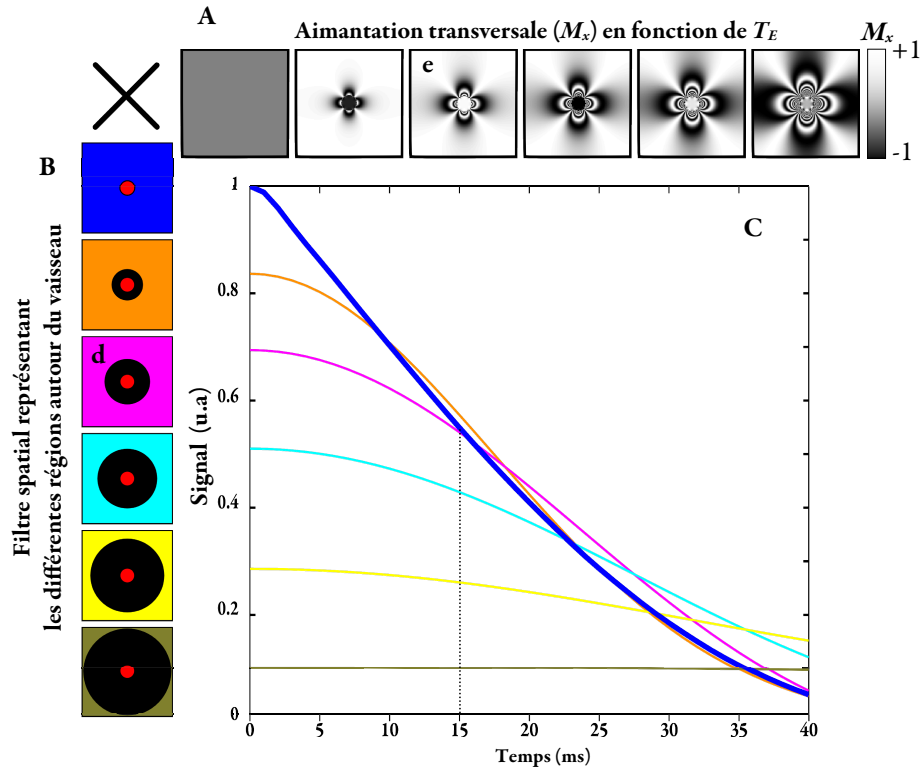 A
Aimantation transversale (Mx) en fonction de TE
Mx
+1
-1
e
B
Filtre spatial représentant
les différentes régions autour du vaisseau
d
C
Signal (u.a)
1
0.8
0.6
0.4
0.2
0
0 5 10 15 20 25 30 35 40
Temps (ms)